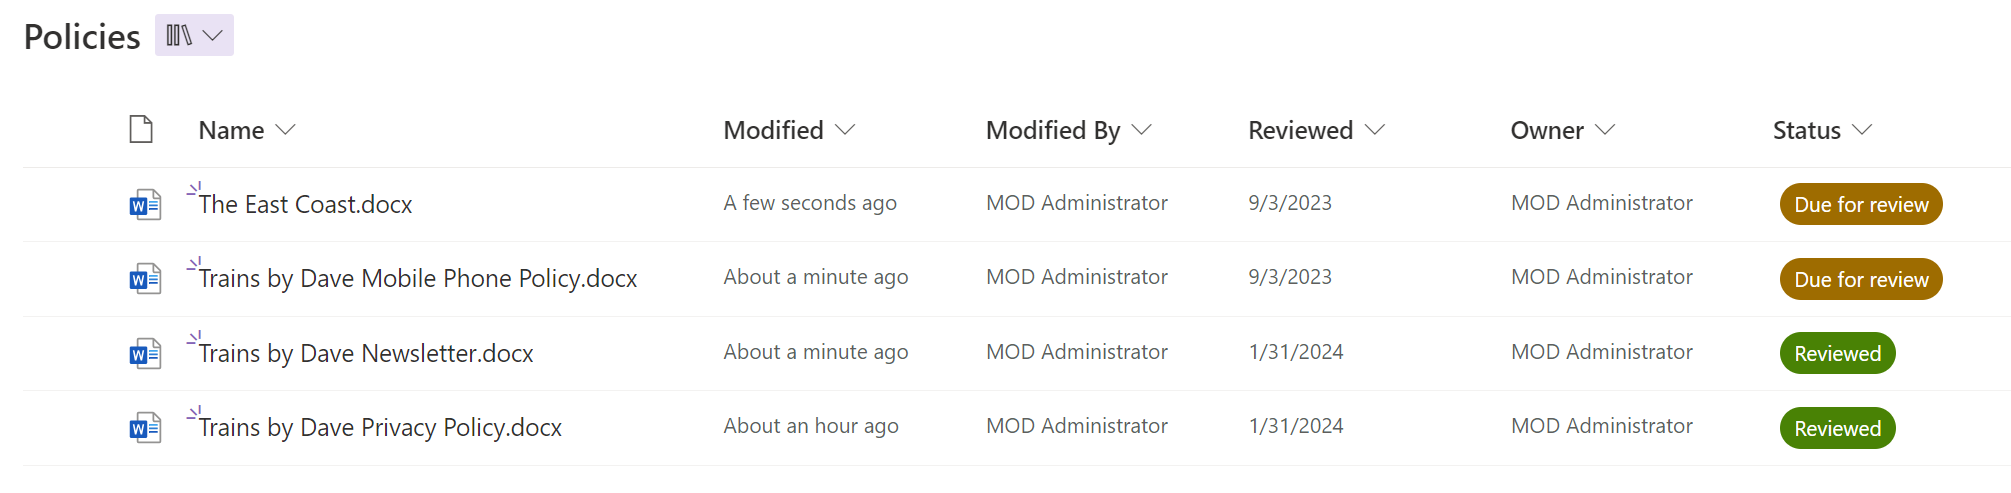 Policies
Name Modified Modified By Reviewed Owner Status
W The East Coast.docx A few seconds ago MOD Administrator 9/3/2023 MOD Administrator Due for review
W Trains by Dave Mobile Phone Policy.docx About a minute ago MOD Administrator 9/3/2023 MOD Administrator Due for review
W Trains by Dave Newsletter.docx About a minute ago MOD Administrator 1/31/2024 MOD Administrator Reviewed
W Trains by Dave Privacy Policy.docx About an hour ago MOD Administrator 1/31/2024 MOD Administrator Reviewed